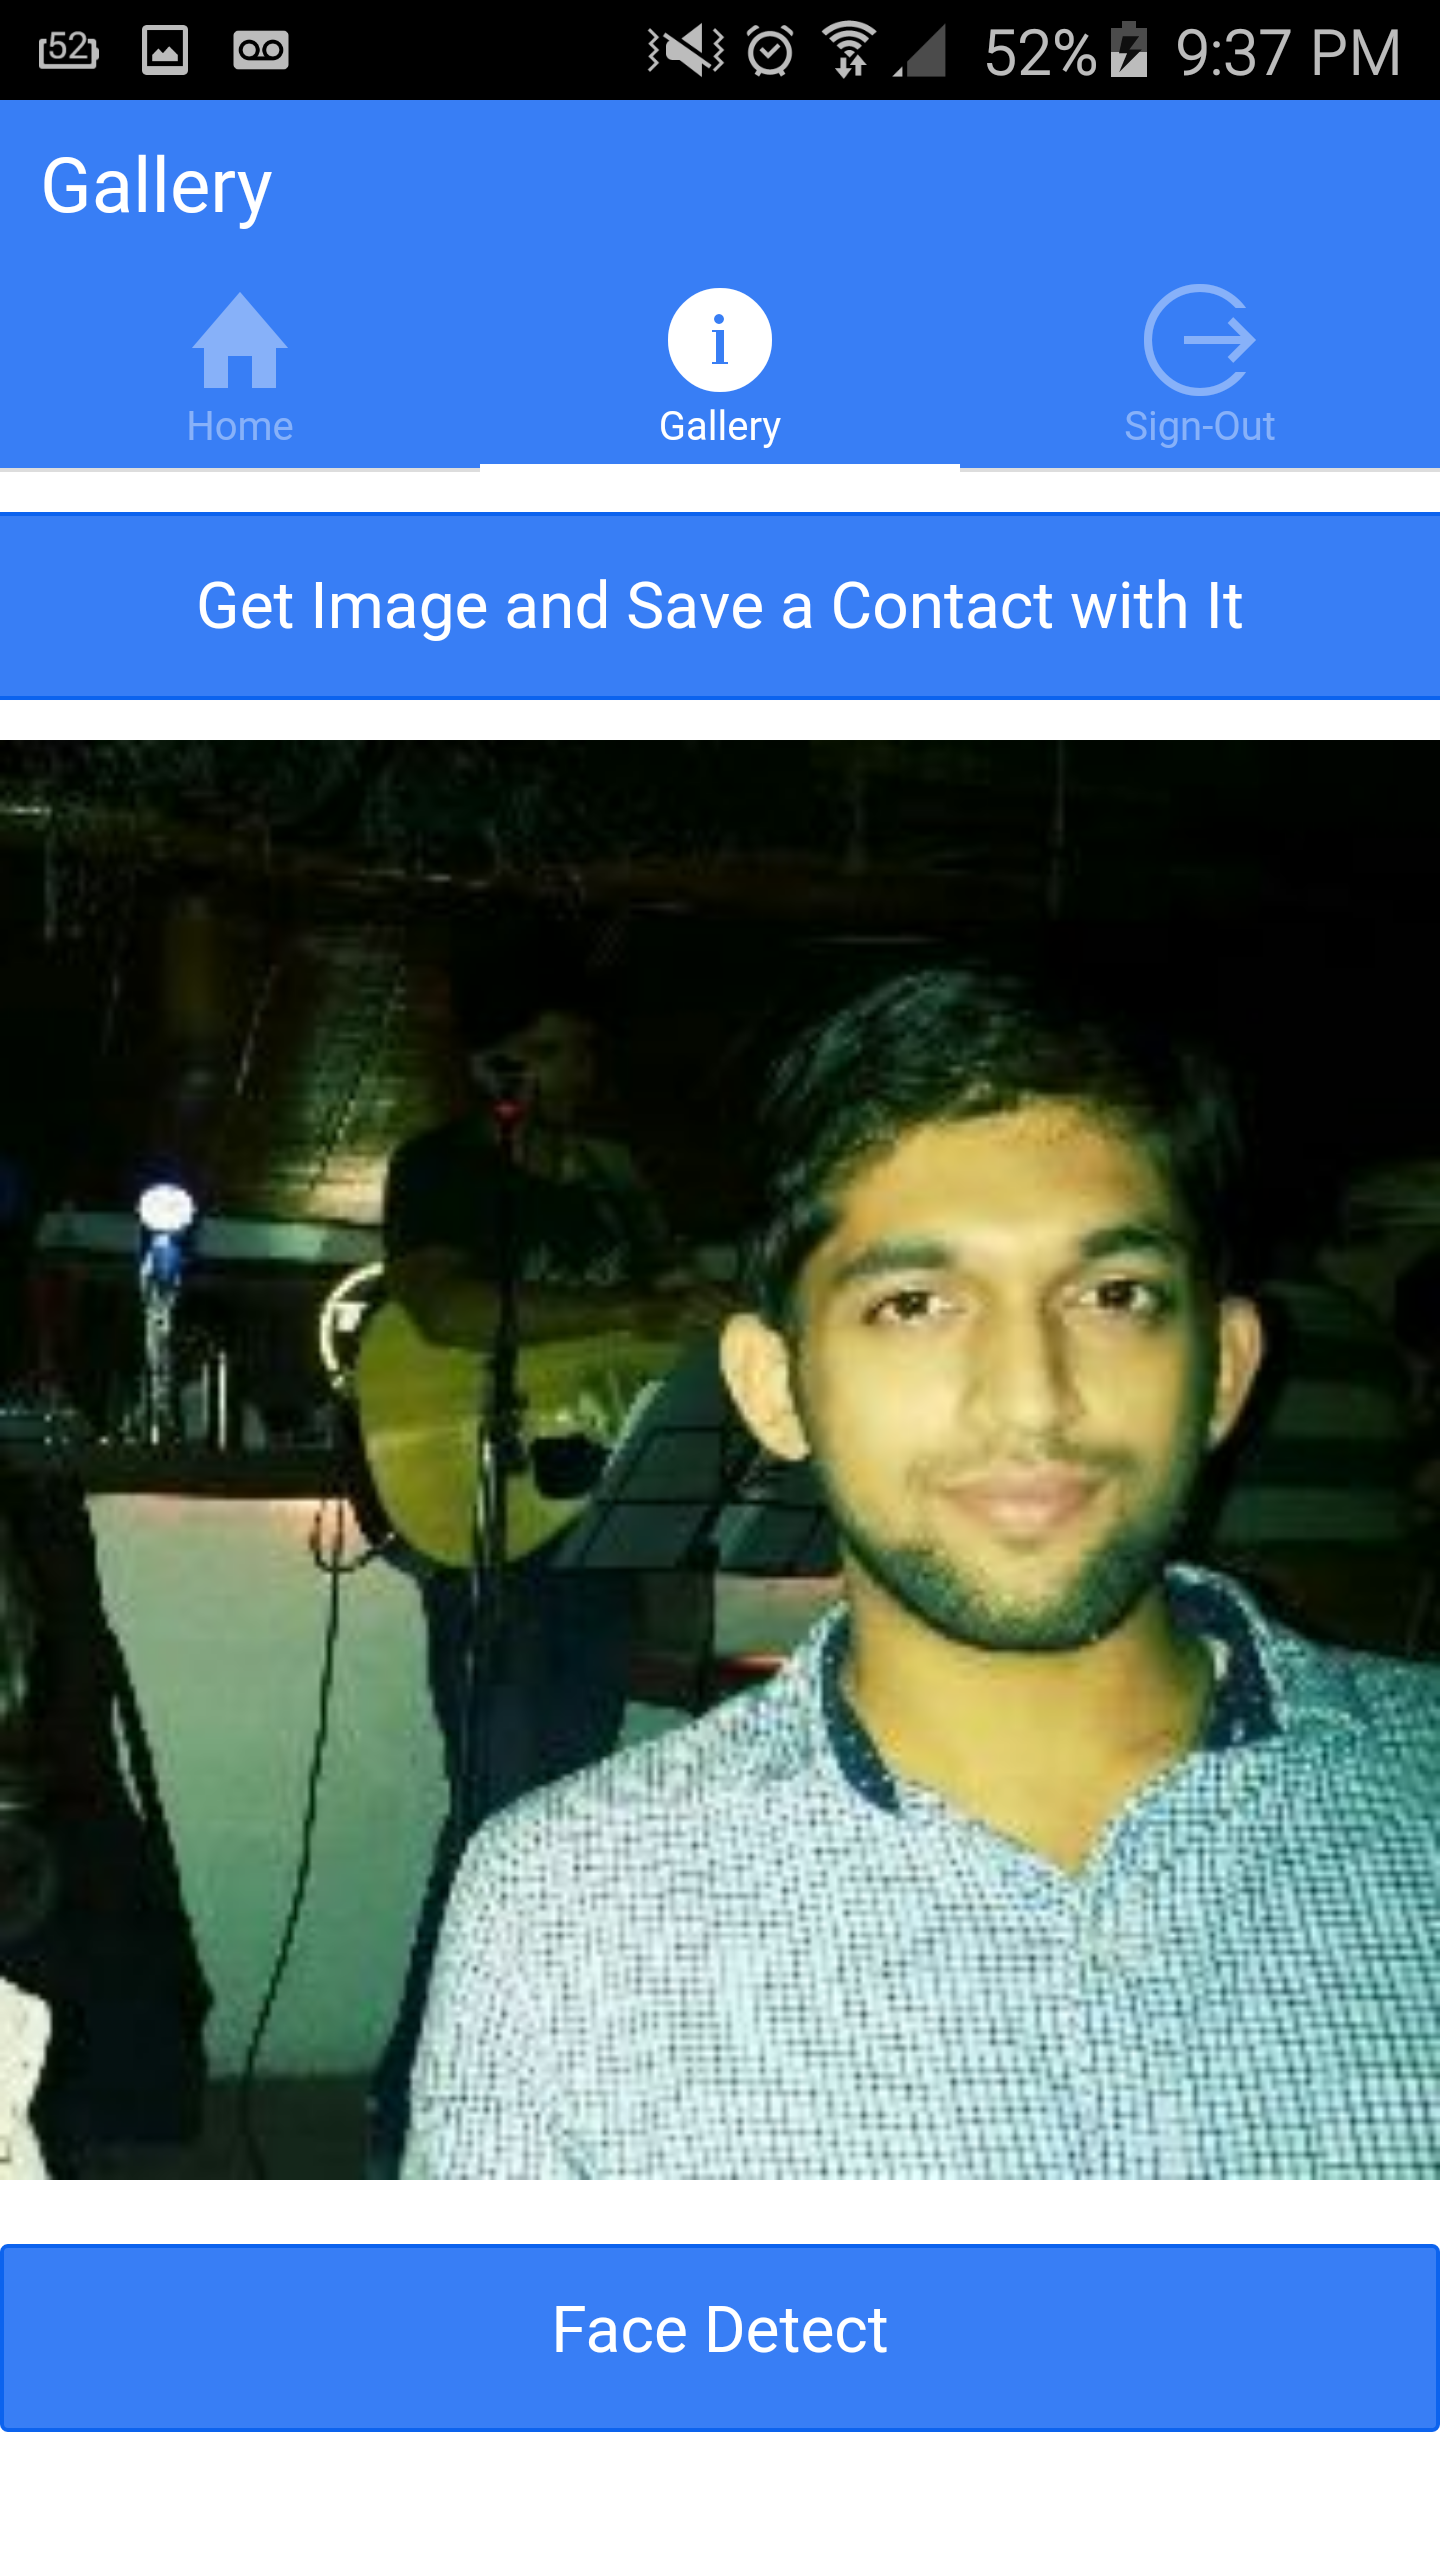 52
52% 9:37 PM
Gallery
Home Gallery Sign-Out
Get Image and Save a Contact with It
Face Detect